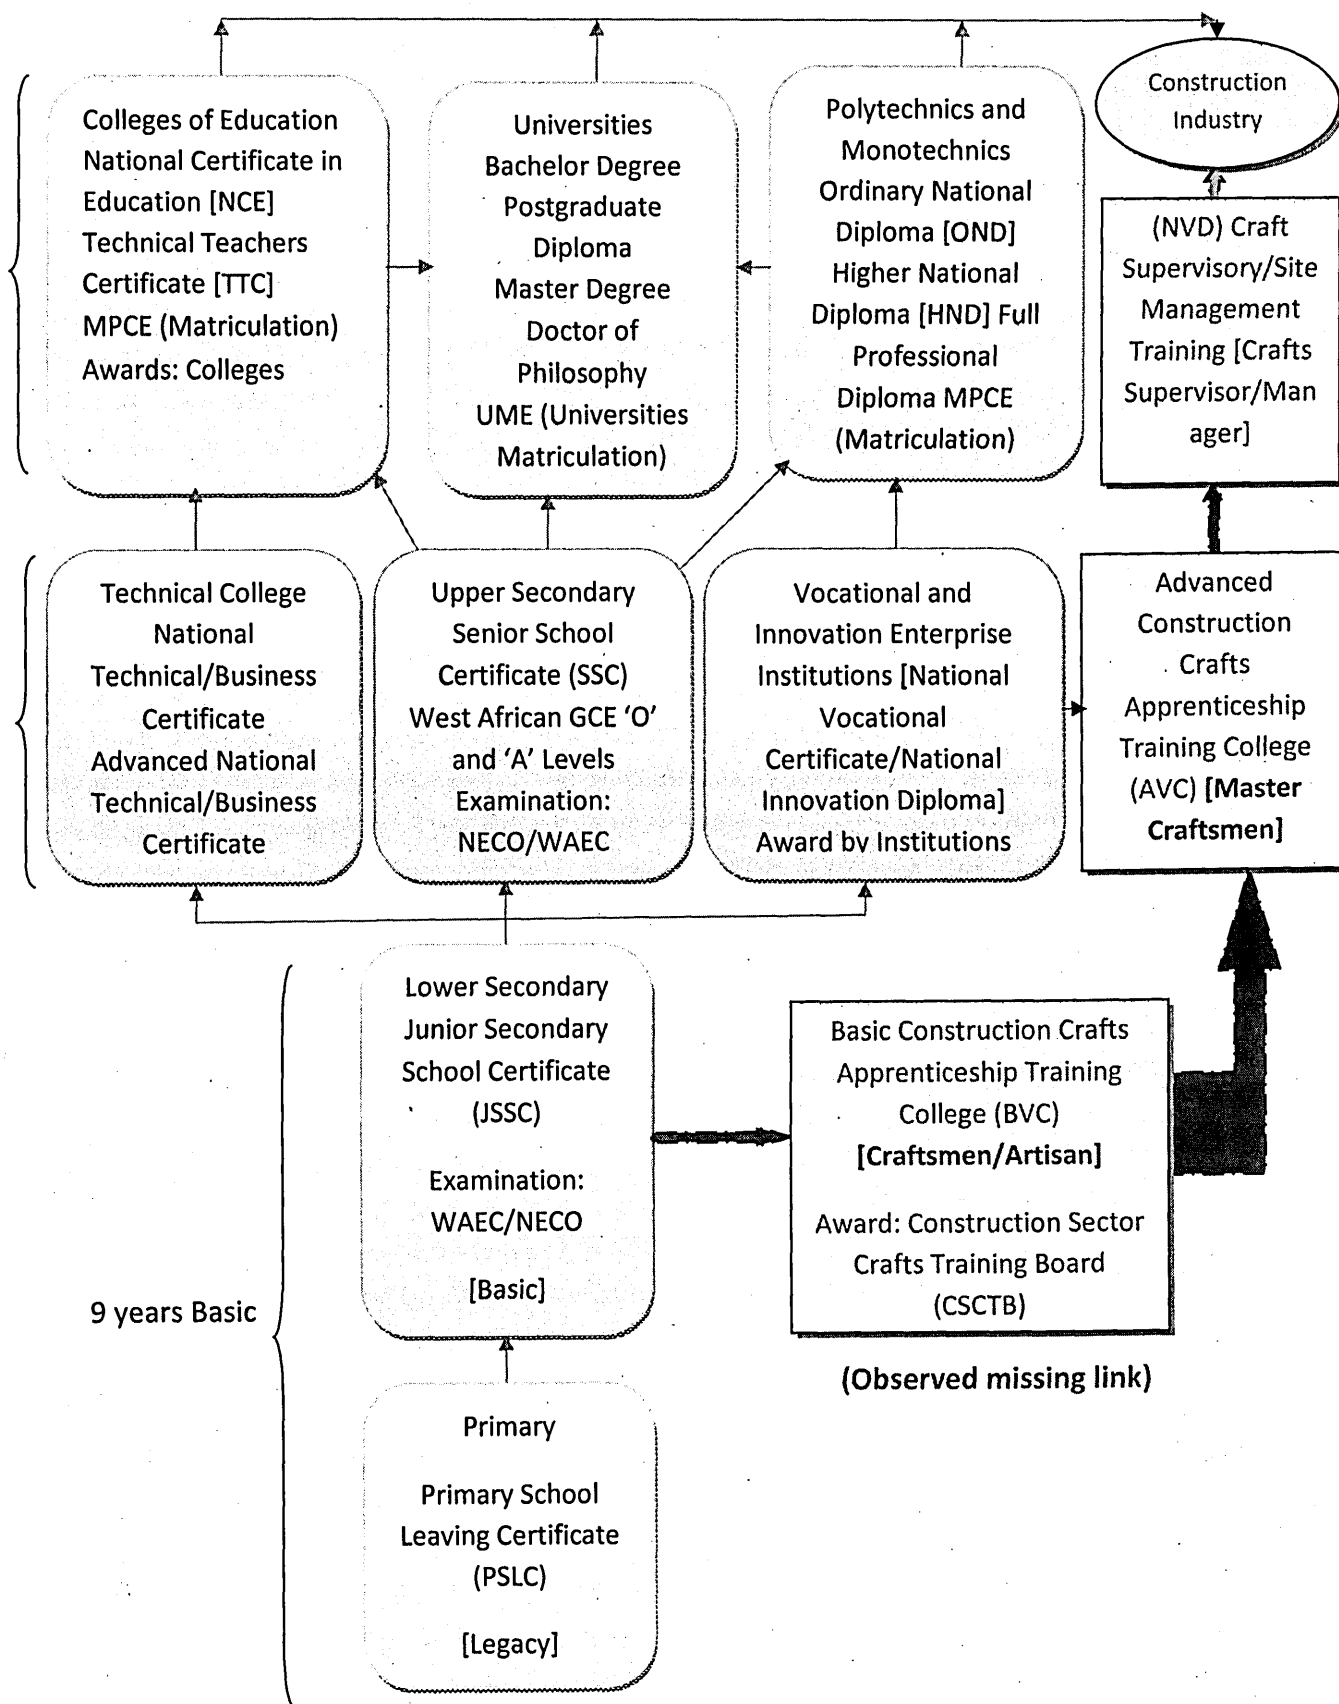 Construction
Industry
Colleges of Education
National Certificate in
Education [NCE]
Technical Teachers
Certificate [TTC]
MPCE (Matriculation)
Awards: Colleges
Universities
Bachelor Degree
Postgraduate
Diploma
Master Degree
Doctor of
Philosophy
UME (Universities
Matriculation)
Polytechnics and
Monotechnics
Ordinary National
Diploma [OND]
Higher National
Diploma [HND] Full
Professional
Diploma MPCE
(Matriculation)
(NVD) Craft
Supervisory/Site
Management
Training [Crafts
Supervisor/Man
ager]
Technical College
National
Technical/Business
Certificate
Advanced National
Technical/Business
Certificate
Upper Secondary
Senior School
Certificate (SSC)
West African GCE ‘O’
and ‘A’ Levels
Examination:
NECO/WAEC
Vocational and
Innovation Enterprise
Institutions [National
Vocational
Certificate/National
Innovation Diploma]
Award by Institutions
Advanced
Construction
Crafts
Apprenticeship
Training College
(AVC) [Master
Craftsmen]
Lower Secondary
Junior Secondary
School Certificate
(JSSC)
Examination:
WAEC/NECO
[Basic]
Basic Construction Crafts
Apprenticeship Training
College (BVC)
[Craftsmen/Artisan]
Award: Construction Sector
Crafts Training Board
(CSCTB)
9 years Basic
(Observed missing link)
Primary
Primary School
Leaving Certificate
(PSLC)
[Legacy]